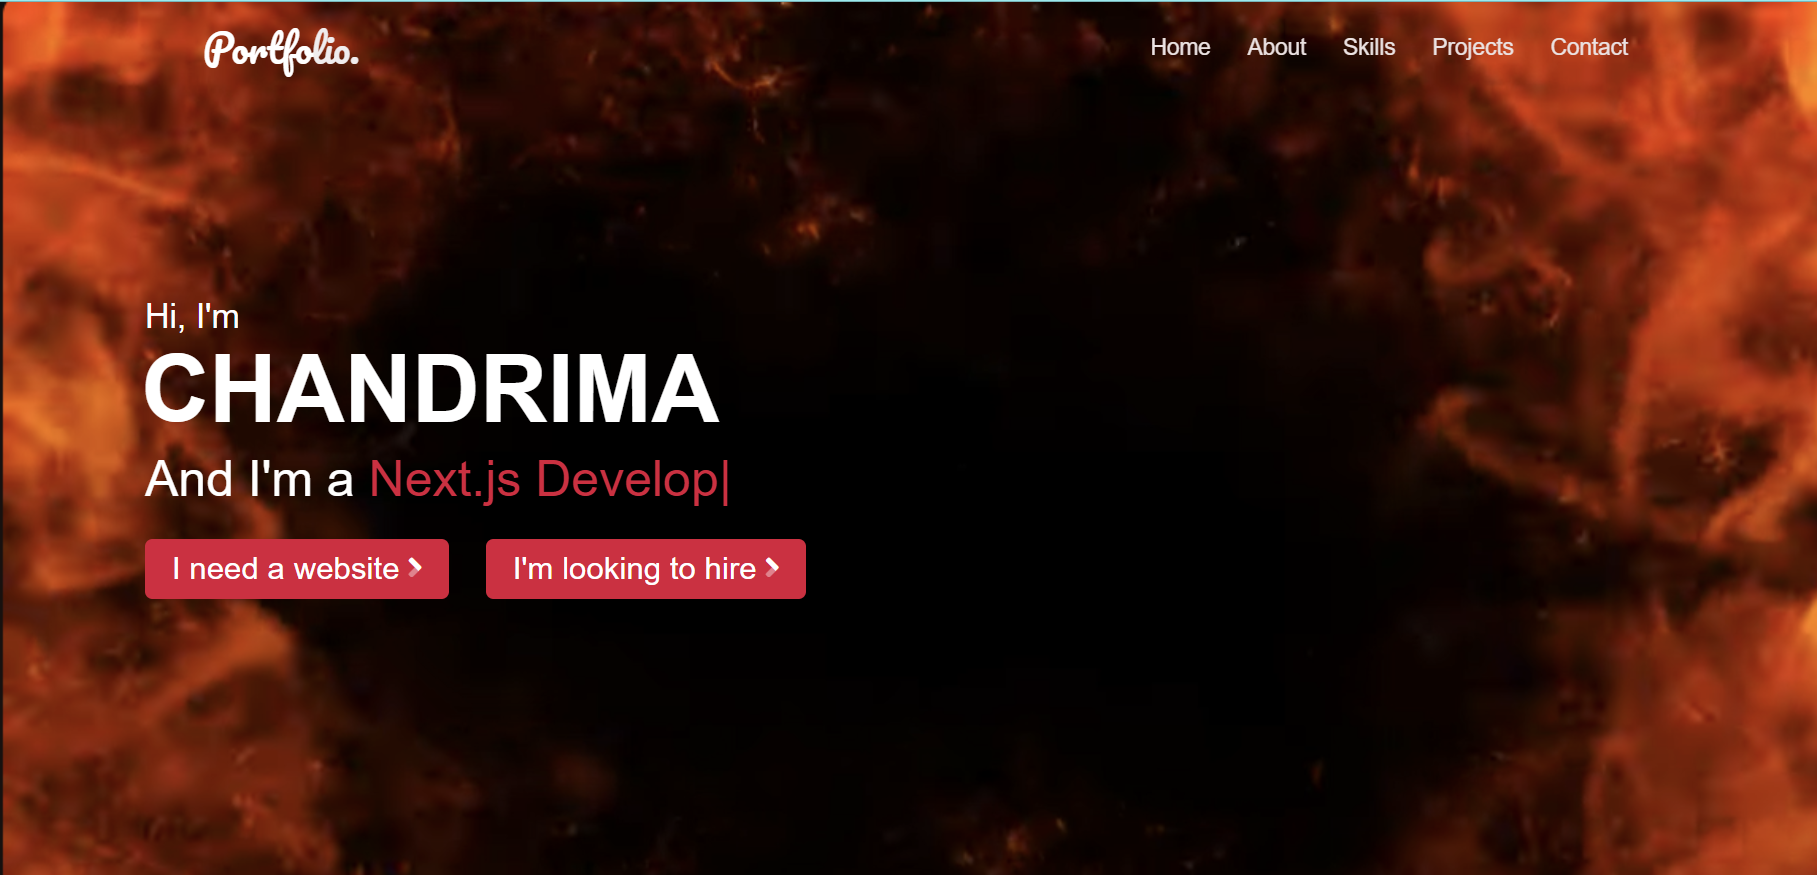 Portfolio.
Home About Skills Projects Contact
Hi, I'm
CHANDRIMA
And I'm a Next.js Develop|
I need a website
I'm looking to hire